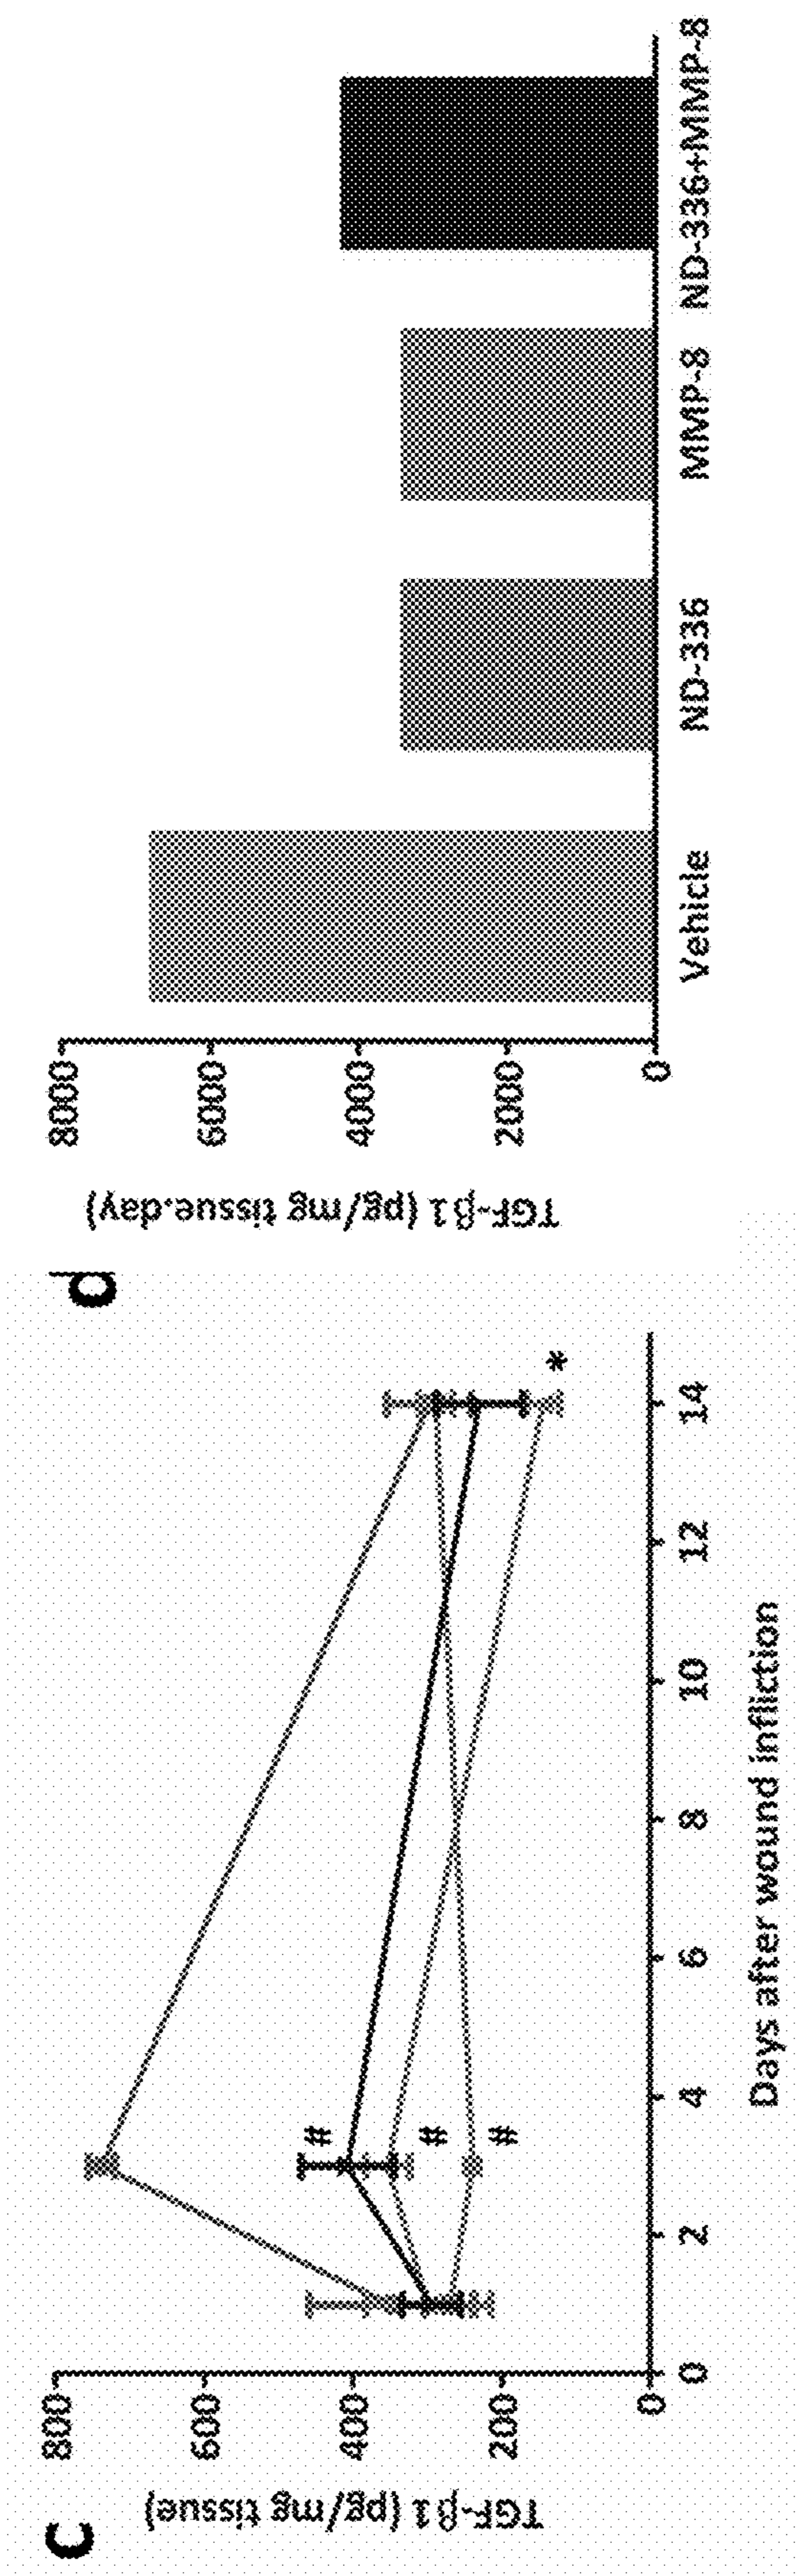 c
TGF-β1 (pg/mg tissue)
800
600
400
200
0
#
#
#
*
0 2 4 6 8 10 12 14
Days after wound infliction
d
TGF-β1 (pg/mg tissue.day)
8000
6000
4000
2000
0
Vehicle ND-336 MMP-8 ND-336+MMP-8